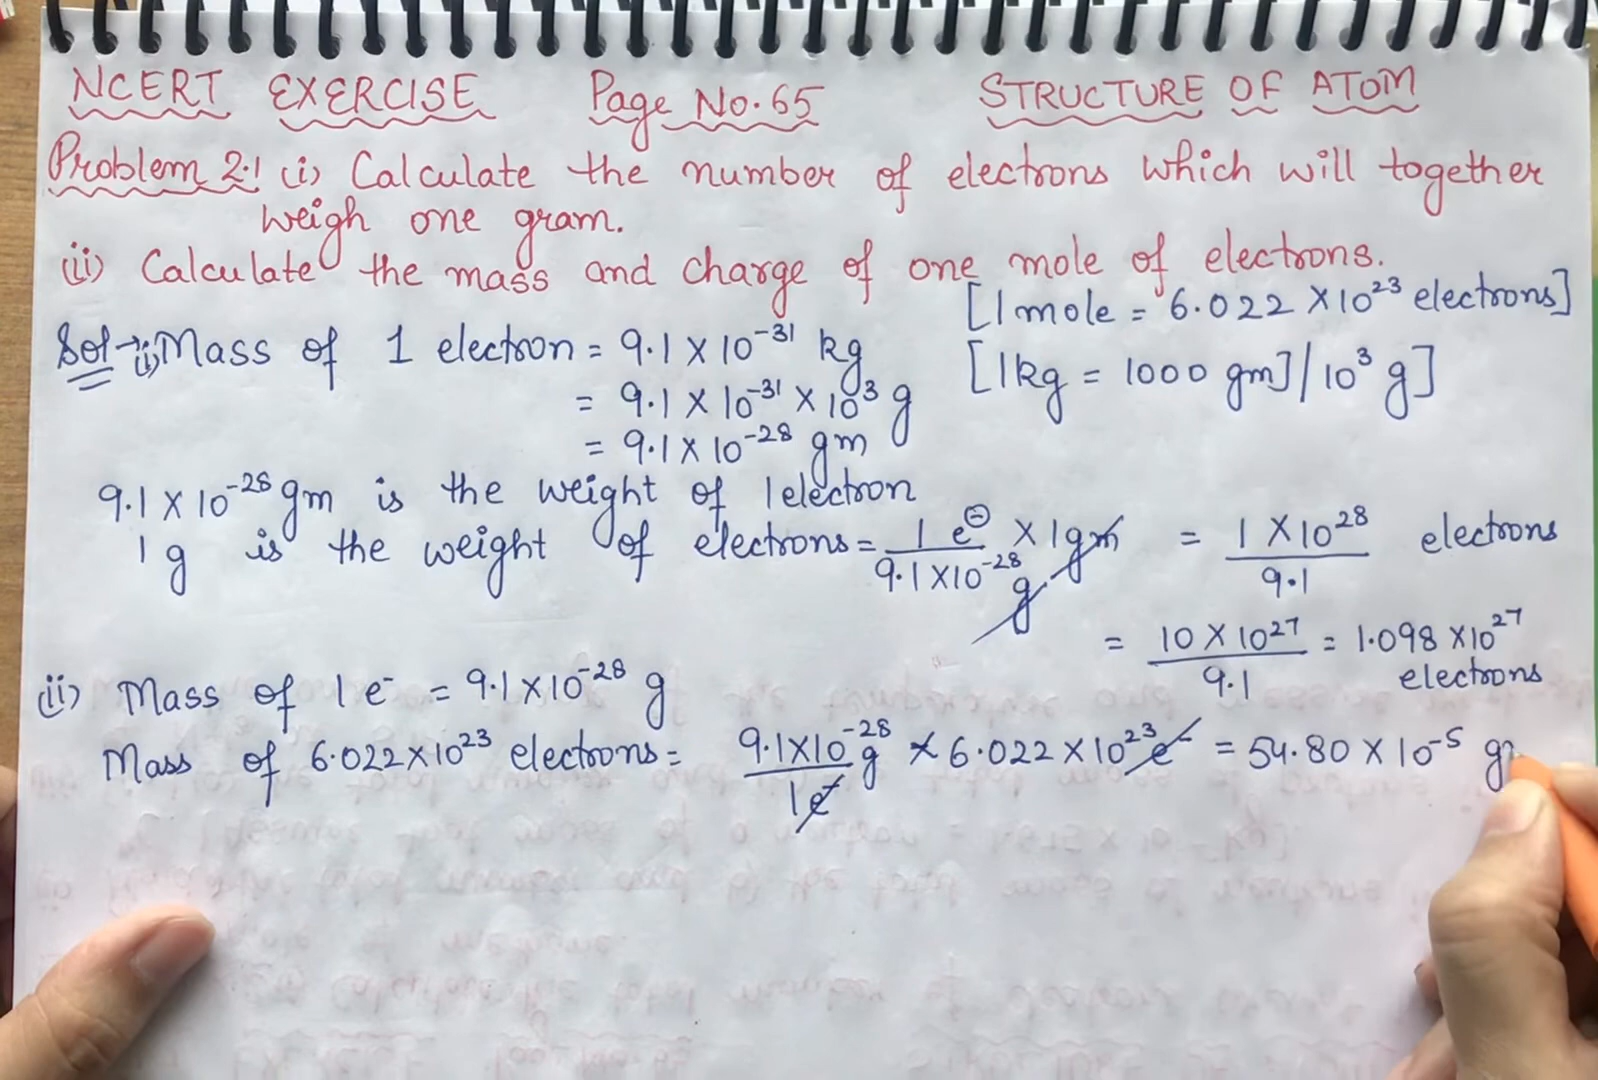 NCERT EXERCISE Page No. 65 STRUCTURE OF ATOM
Problem 2.1 (i) Calculate the number of electrons which will together
weigh one gram.
(ii) Calculate the mass and charge of one mole of electrons.
[1 mole = 6.022 × 10²³ electrons]
Sol → (i) Mass of 1 electron = 9.1 × 10⁻³¹ kg [1kg = 1000 gm] / 10³ g]
= 9.1 × 10⁻³¹ × 10³ g
= 9.1 × 10⁻²⁸ gm
9.1 × 10⁻²⁸ gm is the weight of 1 electron
1 g is the weight of electrons = 1 e⊖ / 9.1 × 10⁻²⁸ g × 1 gm = 1 × 10²⁸ / 9.1 electrons
= 10 × 10²⁷ / 9.1 = 1.098 × 10²⁷
electrons
(ii) Mass of 1 e⁻ = 9.1 × 10⁻²⁸ g
Mass of 6.022 × 10²³ electrons = 9.1 × 10⁻²⁸ g / 1 e⁻ × 6.022 × 10²³ e⁻ = 54.80 × 10⁻⁵ g